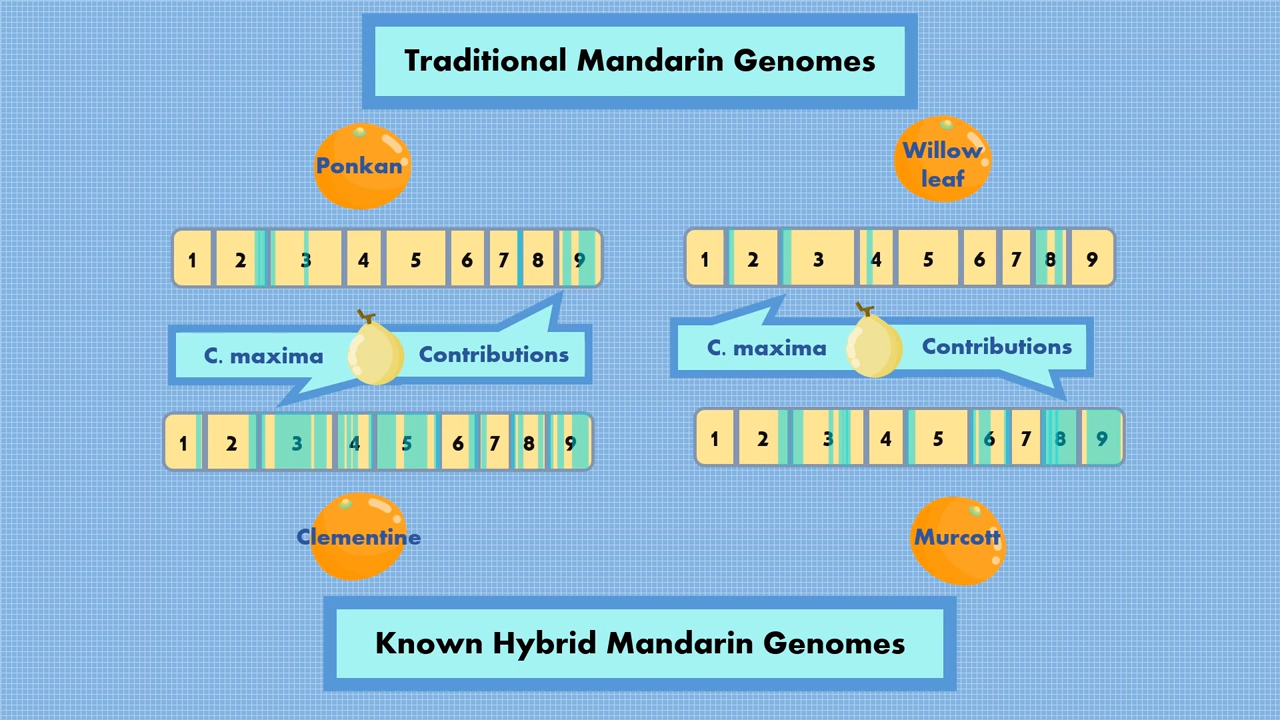 Traditional Mandarin Genomes
Ponkan
Willow
leaf
1 2 3 4 5 6 7 8 9
1 2 3 4 5 6 7 8 9
C. maxima Contributions
C. maxima Contributions
1 2 3 4 5 6 7 8 9
1 2 3 4 5 6 7 8 9
Clementine
Murcott
Known Hybrid Mandarin Genomes